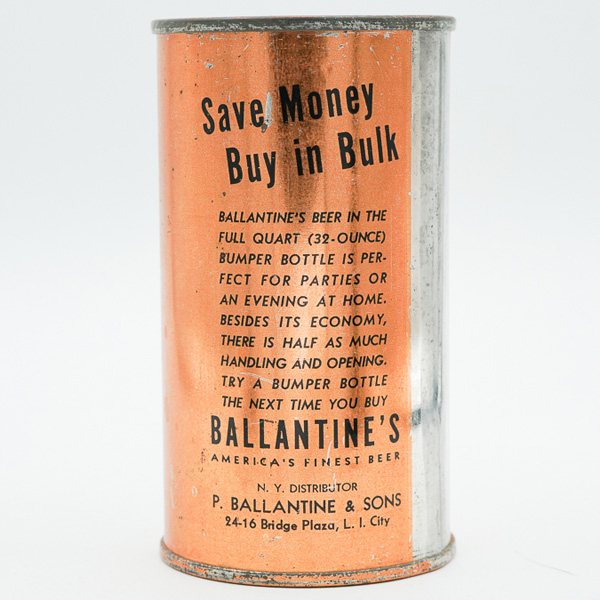 Save Money
Buy in Bulk
BALLANTINE'S BEER IN THE
FULL QUART (32-OUNCE)
BUMPER BOTTLE IS PER-
FECT FOR PARTIES OR
AN EVENING AT HOME.
BESIDES ITS ECONOMY,
THERE IS HALF AS MUCH
HANDLING AND OPENING.
TRY A BUMPER BOTTLE
THE NEXT TIME YOU BUY
BALLANTINE'S
AMERICA'S FINEST BEER
N. Y. DISTRIBUTOR
P. BALLANTINE & SONS
24-16 Bridge Plaza, L. I. City